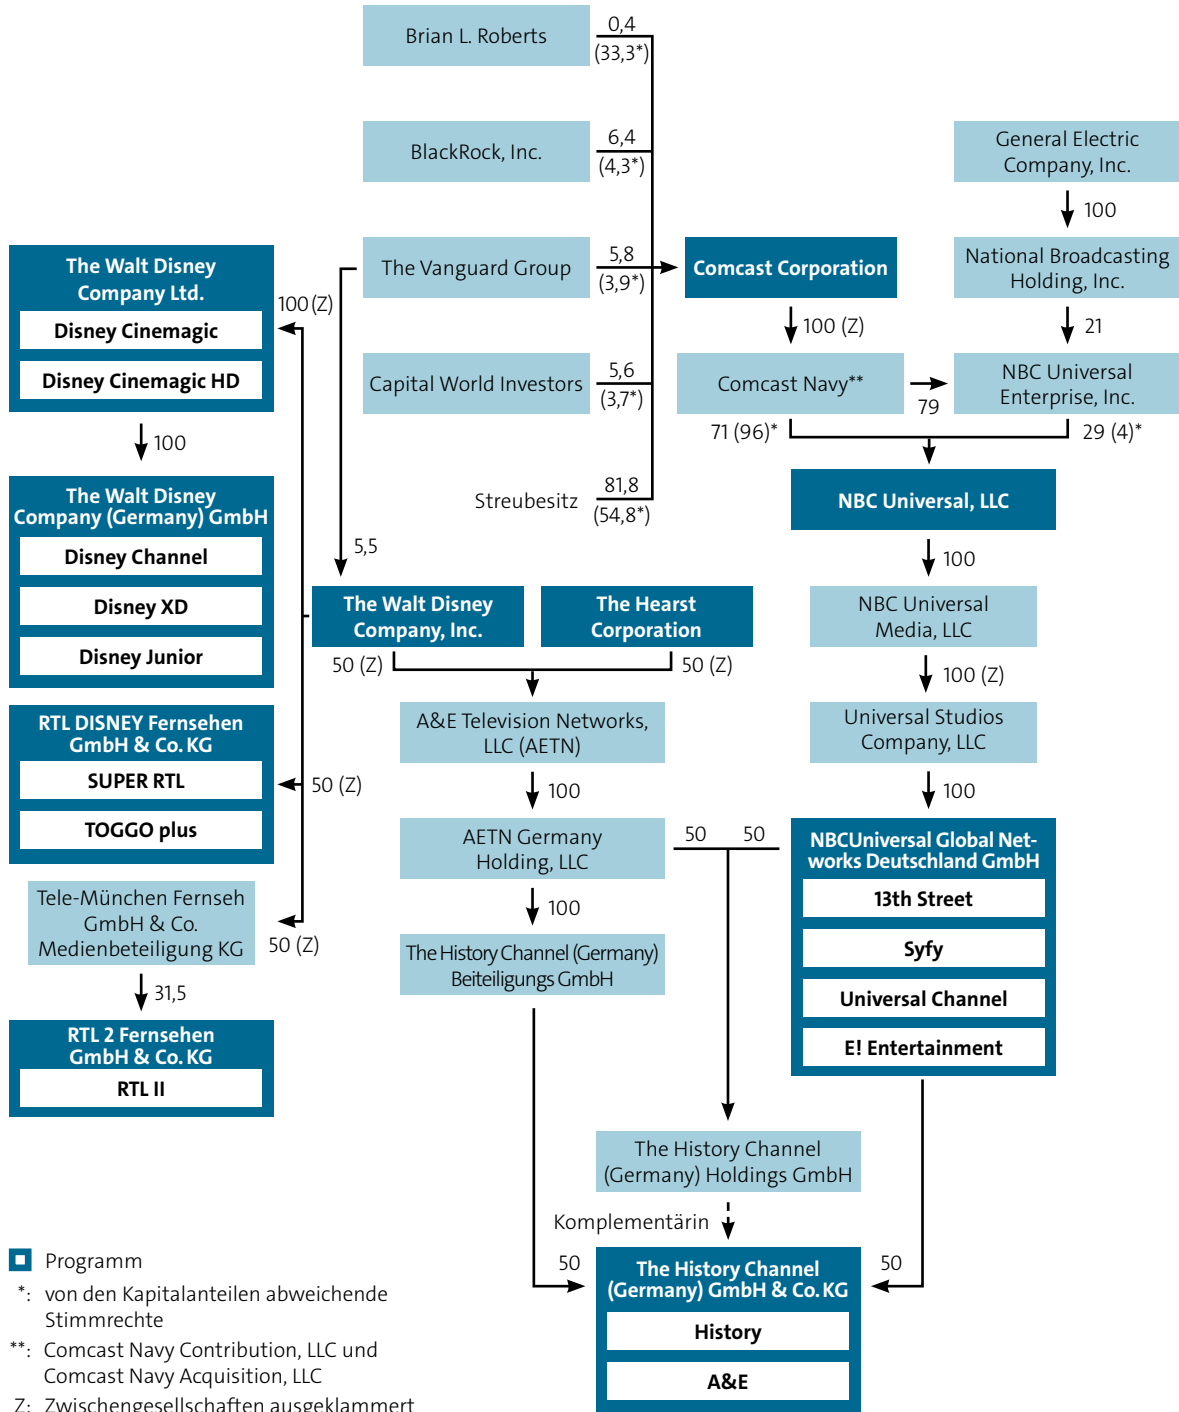 Brian L. Roberts
0,4
(33,3*)
BlackRock, Inc.
6,4
(4,3*)
General Electric
Company, Inc.
100
The Walt Disney
Company Ltd.
Disney Cinemagic
Disney Cinemagic HD
100 (Z)
The Vanguard Group
5,8
(3,9*)
Comcast Corporation
National Broadcasting
Holding, Inc.
100 (Z)
21
Capital World Investors
5,6
(3,7*)
Comcast Navy**
79
NBC Universal
Enterprise, Inc.
71 (96)*
29 (4)*
100
The Walt Disney
Company (Germany) GmbH
Disney Channel
Disney XD
Disney Junior
Streubesitz
81,8
(54,8*)
NBC Universal, LLC
5,5
100
The Walt Disney
Company, Inc.
The Hearst
Corporation
NBC Universal
Media, LLC
50 (Z)
50 (Z)
100 (Z)
RTL DISNEY Fernsehen
GmbH & Co. KG
SUPER RTL
TOGGO plus
50 (Z)
A&E Television Networks,
LLC (AETN)
Universal Studios
Company, LLC
100
100
AETN Germany
Holding, LLC
50
50
NBCUniversal Global Net-
works Deutschland GmbH
13th Street
Syfy
Universal Channel
E! Entertainment
Tele-München Fernseh
GmbH & Co.
Medienbeteiligung KG
50 (Z)
100
The History Channel (Germany)
Beiteiligungs GmbH
31,5
RTL 2 Fernsehen
GmbH & Co. KG
RTL II
The History Channel
(Germany) Holdings GmbH
Komplementärin
50
50
The History Channel
(Germany) GmbH & Co. KG
History
A&E
Programm
*: von den Kapitalanteilen abweichende
Stimmrechte
**: Comcast Navy Contribution, LLC und
Comcast Navy Acquisition, LLC
Z: Zwischengesellschaften ausgeklammert